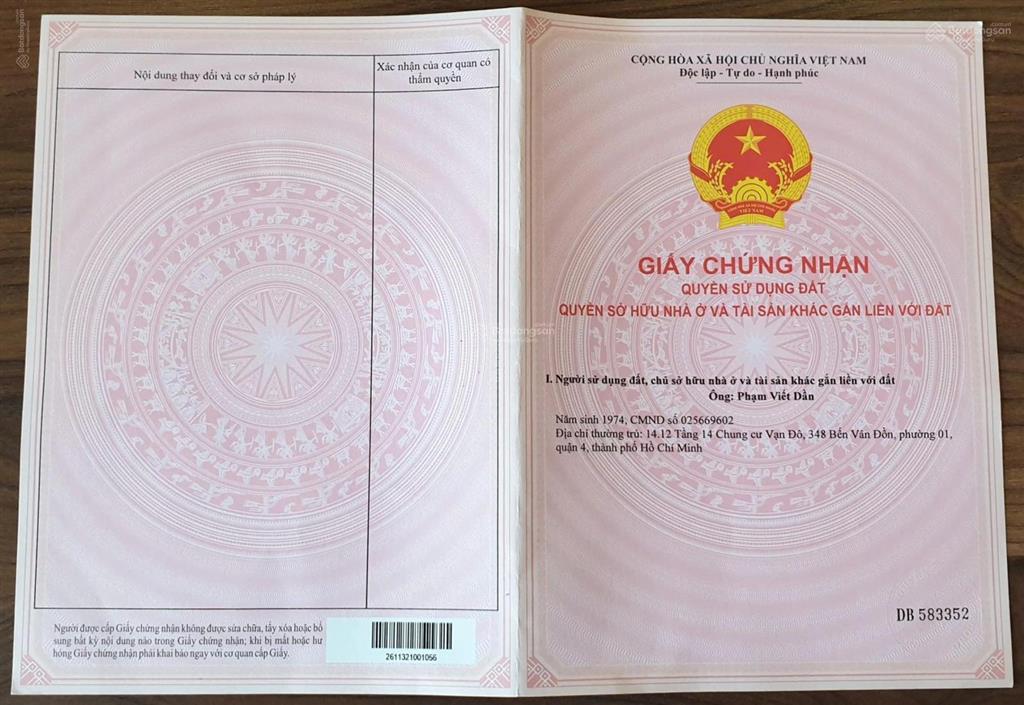 Nội dung thay đổi và cơ sở pháp lý
Xác nhận của cơ quan có
thẩm quyền
Người được cấp Giấy chứng nhận không được sửa chữa, tẩy xóa hoặc bổ
sung bất kỳ nội dung nào trong Giấy chứng nhận; khi bị mất hoặc hư
hỏng Giấy chứng nhận phải khai báo ngay với cơ quan cấp Giấy.
2611321001056
CỘNG HÒA XÃ HỘI CHỦ NGHĨA VIỆT NAM
Độc lập - Tự do - Hạnh phúc
VIỆT NAM
GIẤY CHỨNG NHẬN
QUYỀN SỬ DỤNG ĐẤT
QUYỀN SỞ HỮU NHÀ Ở VÀ TÀI SẢN KHÁC GẮN LIỀN VỚI ĐẤT
I. Người sử dụng đất, chủ sở hữu nhà ở và tài sản khác gắn liền với đất
Ông: Phạm Viết Dần
Năm sinh 1974, CMND số 025669602
Địa chỉ thường trú: 14.12 Tầng 14 Chung cư Vạn Đô, 348 Bến Vân Đồn, phường 01,
quận 4, thành phố Hồ Chí Minh
DB 583352
Batdongsan
Batdongsan
Batdongsan